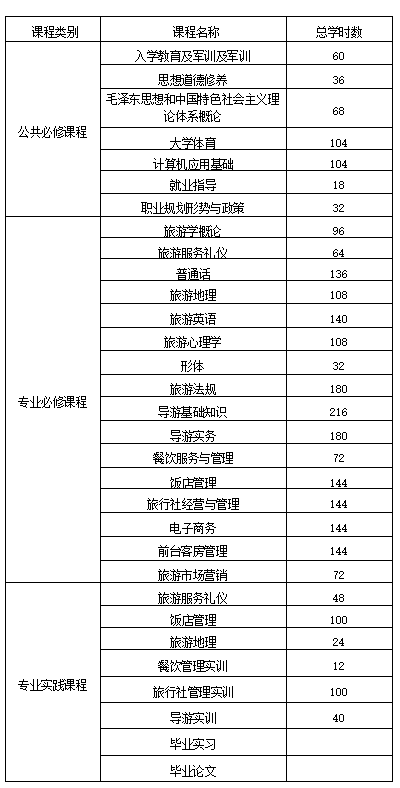 课程类别 课程名称 总学时数
公共必修课程
入学教育及军训及军训 60
思想道德修养 36
毛泽东思想和中国特色社会主义理
论体系概论 68
大学体育 104
计算机应用基础 104
就业指导 18
职业规划形势与政策 32
专业必修课程
旅游学概论 96
旅游服务礼仪 64
普通话 136
旅游地理 108
旅游英语 140
旅游心理学 108
形体 32
旅游法规 180
导游基础知识 216
导游实务 180
餐饮服务与管理 72
饭店管理 144
旅行社经营与管理 144
电子商务 144
前台客房管理 144
旅游市场营销 72
专业实践课程
旅游服务礼仪 48
饭店管理 100
旅游地理 24
餐饮管理实训 12
旅行社管理实训 100
导游实训 40
毕业实习
毕业论文